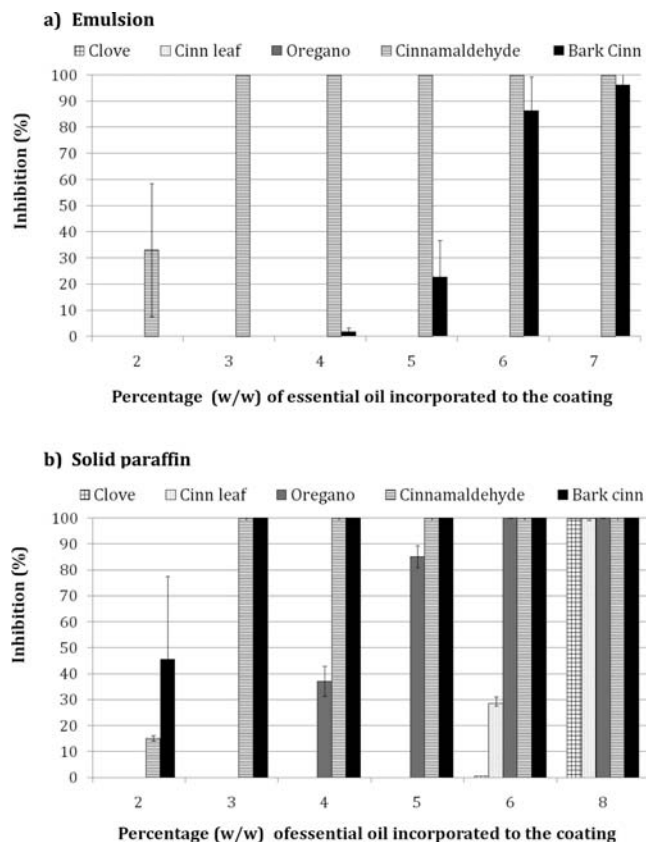 a) Emulsion
Clove Cinn leaf Oregano Cinnamaldehyde Bark Cinn
100
90
80
70
60
50
40
30
20
10
0
Inhibition (%)
2 3 4 5 6 7
Percentage (w/w) of essential oil incorporated to the coating
b) Solid paraffin
Clove Cinn leaf Oregano Cinnamaldehyde Bark cinn
100
90
80
70
60
50
40
30
20
10
0
Inhibition (%)
2 3 4 5 6 8
Percentage (w/w) ofessential oil incorporated to the coating